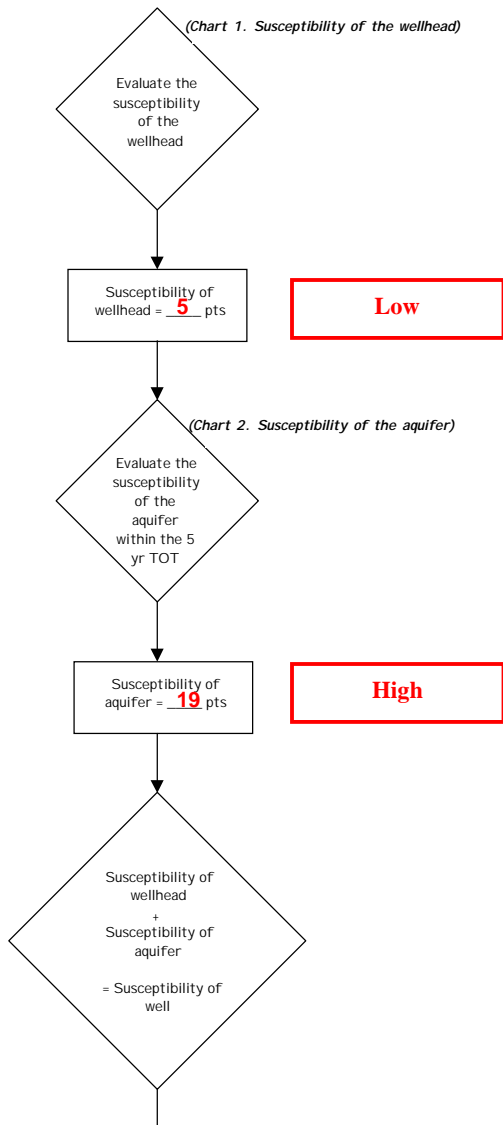 (Chart 1. Susceptibility of the wellhead)
Evaluate the
susceptibility
of the
wellhead
Susceptibility of
wellhead = 5 pts
Low
(Chart 2. Susceptibility of the aquifer)
Evaluate the
susceptibility
of the
aquifer
within the 5
yr TOT
Susceptibility of
aquifer = 19 pts
High
Susceptibility of
wellhead
+
Susceptibility of
aquifer
= Susceptibility of
well